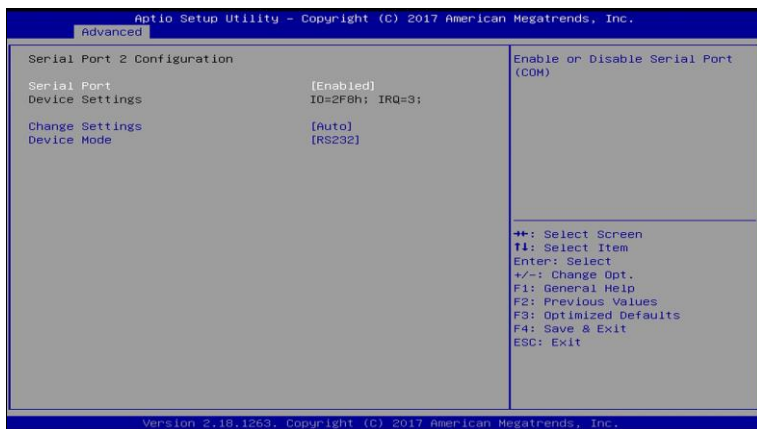 Aptio Setup Utility – Copyright (C) 2017 American Megatrends, Inc.
Advanced
Serial Port 2 Configuration
Serial Port [Enabled]
Device Settings IO=2F8h; IRQ=3;
Change Settings [Auto]
Device Mode [RS232]
Enable or Disable Serial Port
(COM)
→←: Select Screen
↑↓: Select Item
Enter: Select
+/-: Change Opt.
F1: General Help
F2: Previous Values
F3: Optimized Defaults
F4: Save & Exit
ESC: Exit
Version 2.18.1263. Copyright (C) 2017 American Megatrends, Inc.